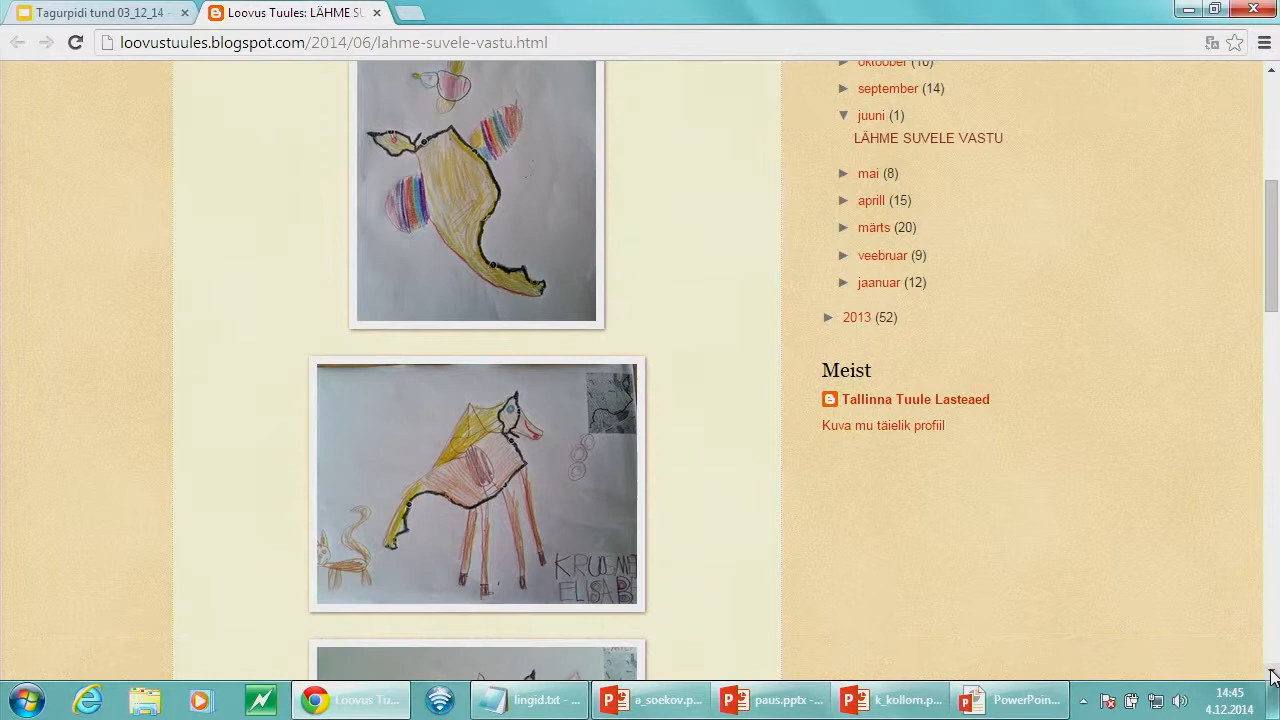 Tagurpidi tund 03_12_14 -
Loovus Tuules: LÄHME SU
loovustuules.blogspot.com/2014/06/lahme-suvele-vastu.html
oktoober (10)
september (14)
juuni (1)
LÄHME SUVELE VASTU
mai (8)
aprill (15)
märts (20)
veebruar (9)
jaanuar (12)
2013 (52)
Meist
Tallinna Tuule Lasteaed
Kuva mu täielik profiil
ELISAB
Loovus Tu...
lingid.txt - ...
a_soekov.p...
paus.pptx -...
k_kollom.p...
PowerPoin...
14:45
4.12.2014